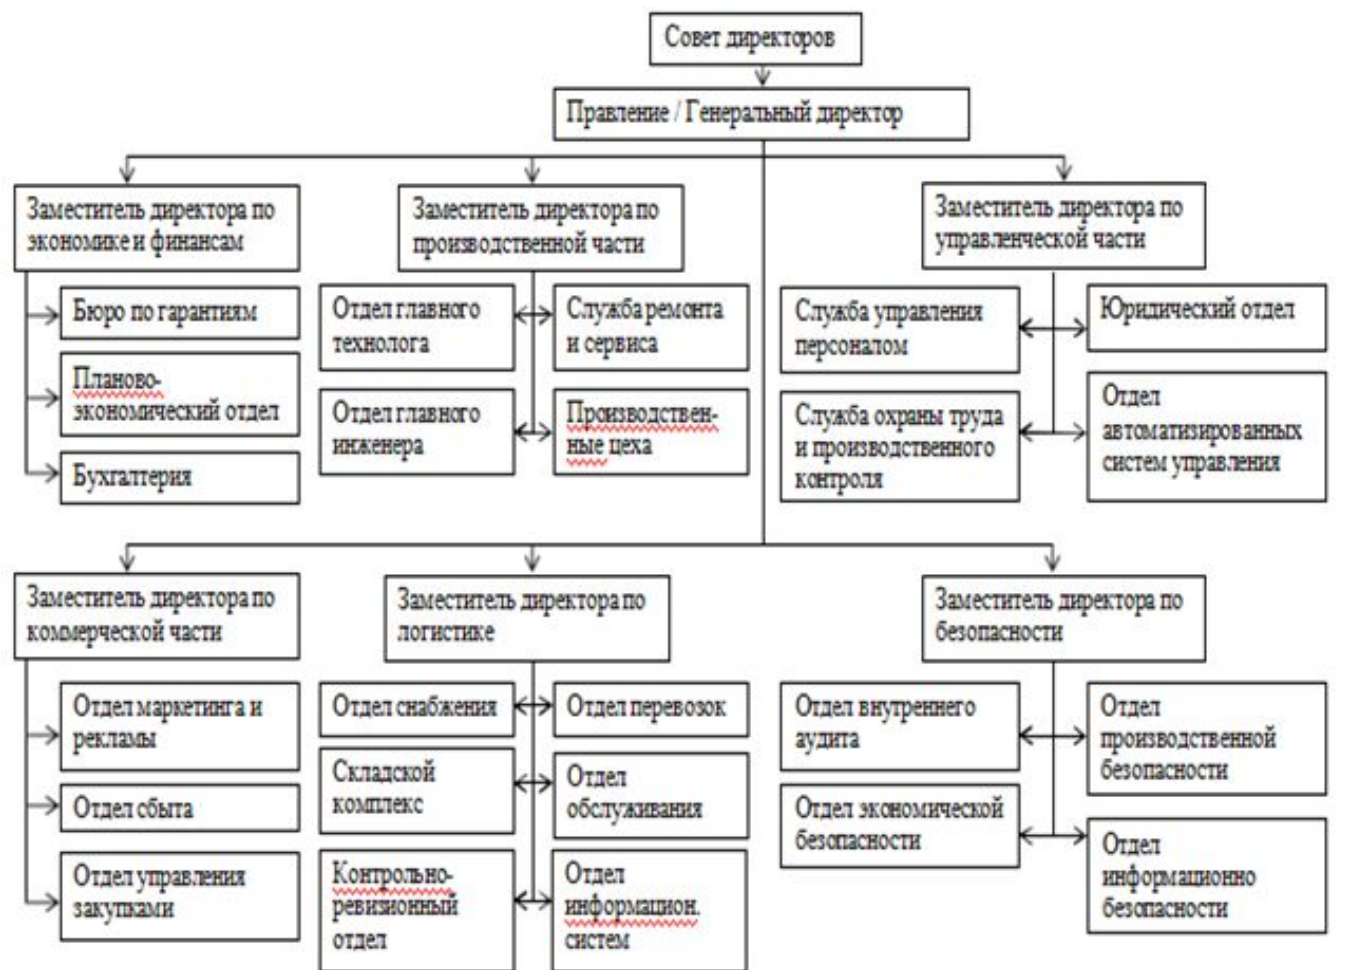 Совет директоров
Правление / Генеральный директор
Заместитель директора по
экономике и финансам
Бюро по гарантиям
Планово-
экономический отдел
Бухгалтерия
Заместитель директора по
производственной части
Отдел главного
технолога
Служба ремонта
и сервиса
Отдел главного
инженера
Производствен-
ные цеха
Заместитель директора по
управленческой части
Служба управления
персоналом
Юридический отдел
Служба охраны труда
и производственного
контроля
Отдел
автоматизированных
систем управления
Заместитель директора по
коммерческой части
Отдел маркетинга и
рекламы
Отдел сбыта
Отдел управления
закупками
Заместитель директора по
логистике
Отдел снабжения
Отдел перевозок
Складской
комплекс
Отдел
обслуживания
Контрольно-
ревизионный
отдел
Отдел
информацион.
систем
Заместитель директора по
безопасности
Отдел внутреннего
аудита
Отдел
производственной
безопасности
Отдел экономической
безопасности
Отдел
информационно
безопасности